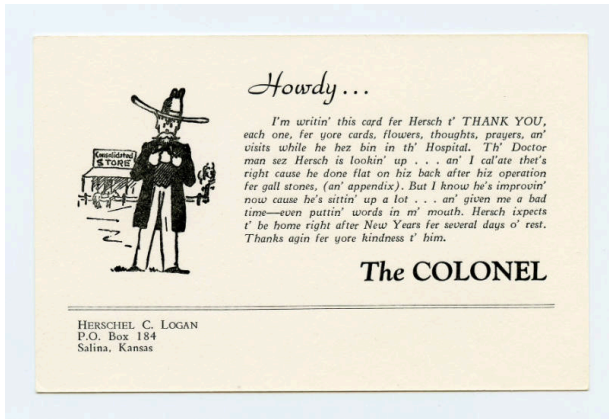 Howdy...
Consolidated
STORE
I'm writin' this card fer Hersch t' THANK YOU,
each one, fer yore cards, flowers, thoughts, prayers, an'
visits while he hez bin in th' Hospital. Th' Doctor
man sez Hersch is lookin' up . . . an' I cal'ate thet's
right cause he done flat on hiz back after hiz operation
fer gall stones, (an' appendix). But I know he's improvin'
now cause he's sittin' up a lot . . . an' given me a bad
time—even puttin' words in m' mouth. Hersch ixpects
t' be home right after New Years fer several days o' rest.
Thanks agin fer yore kindness t' him.
The COLONEL
HERSCHEL C. LOGAN
P.O. Box 184
Salina, Kansas